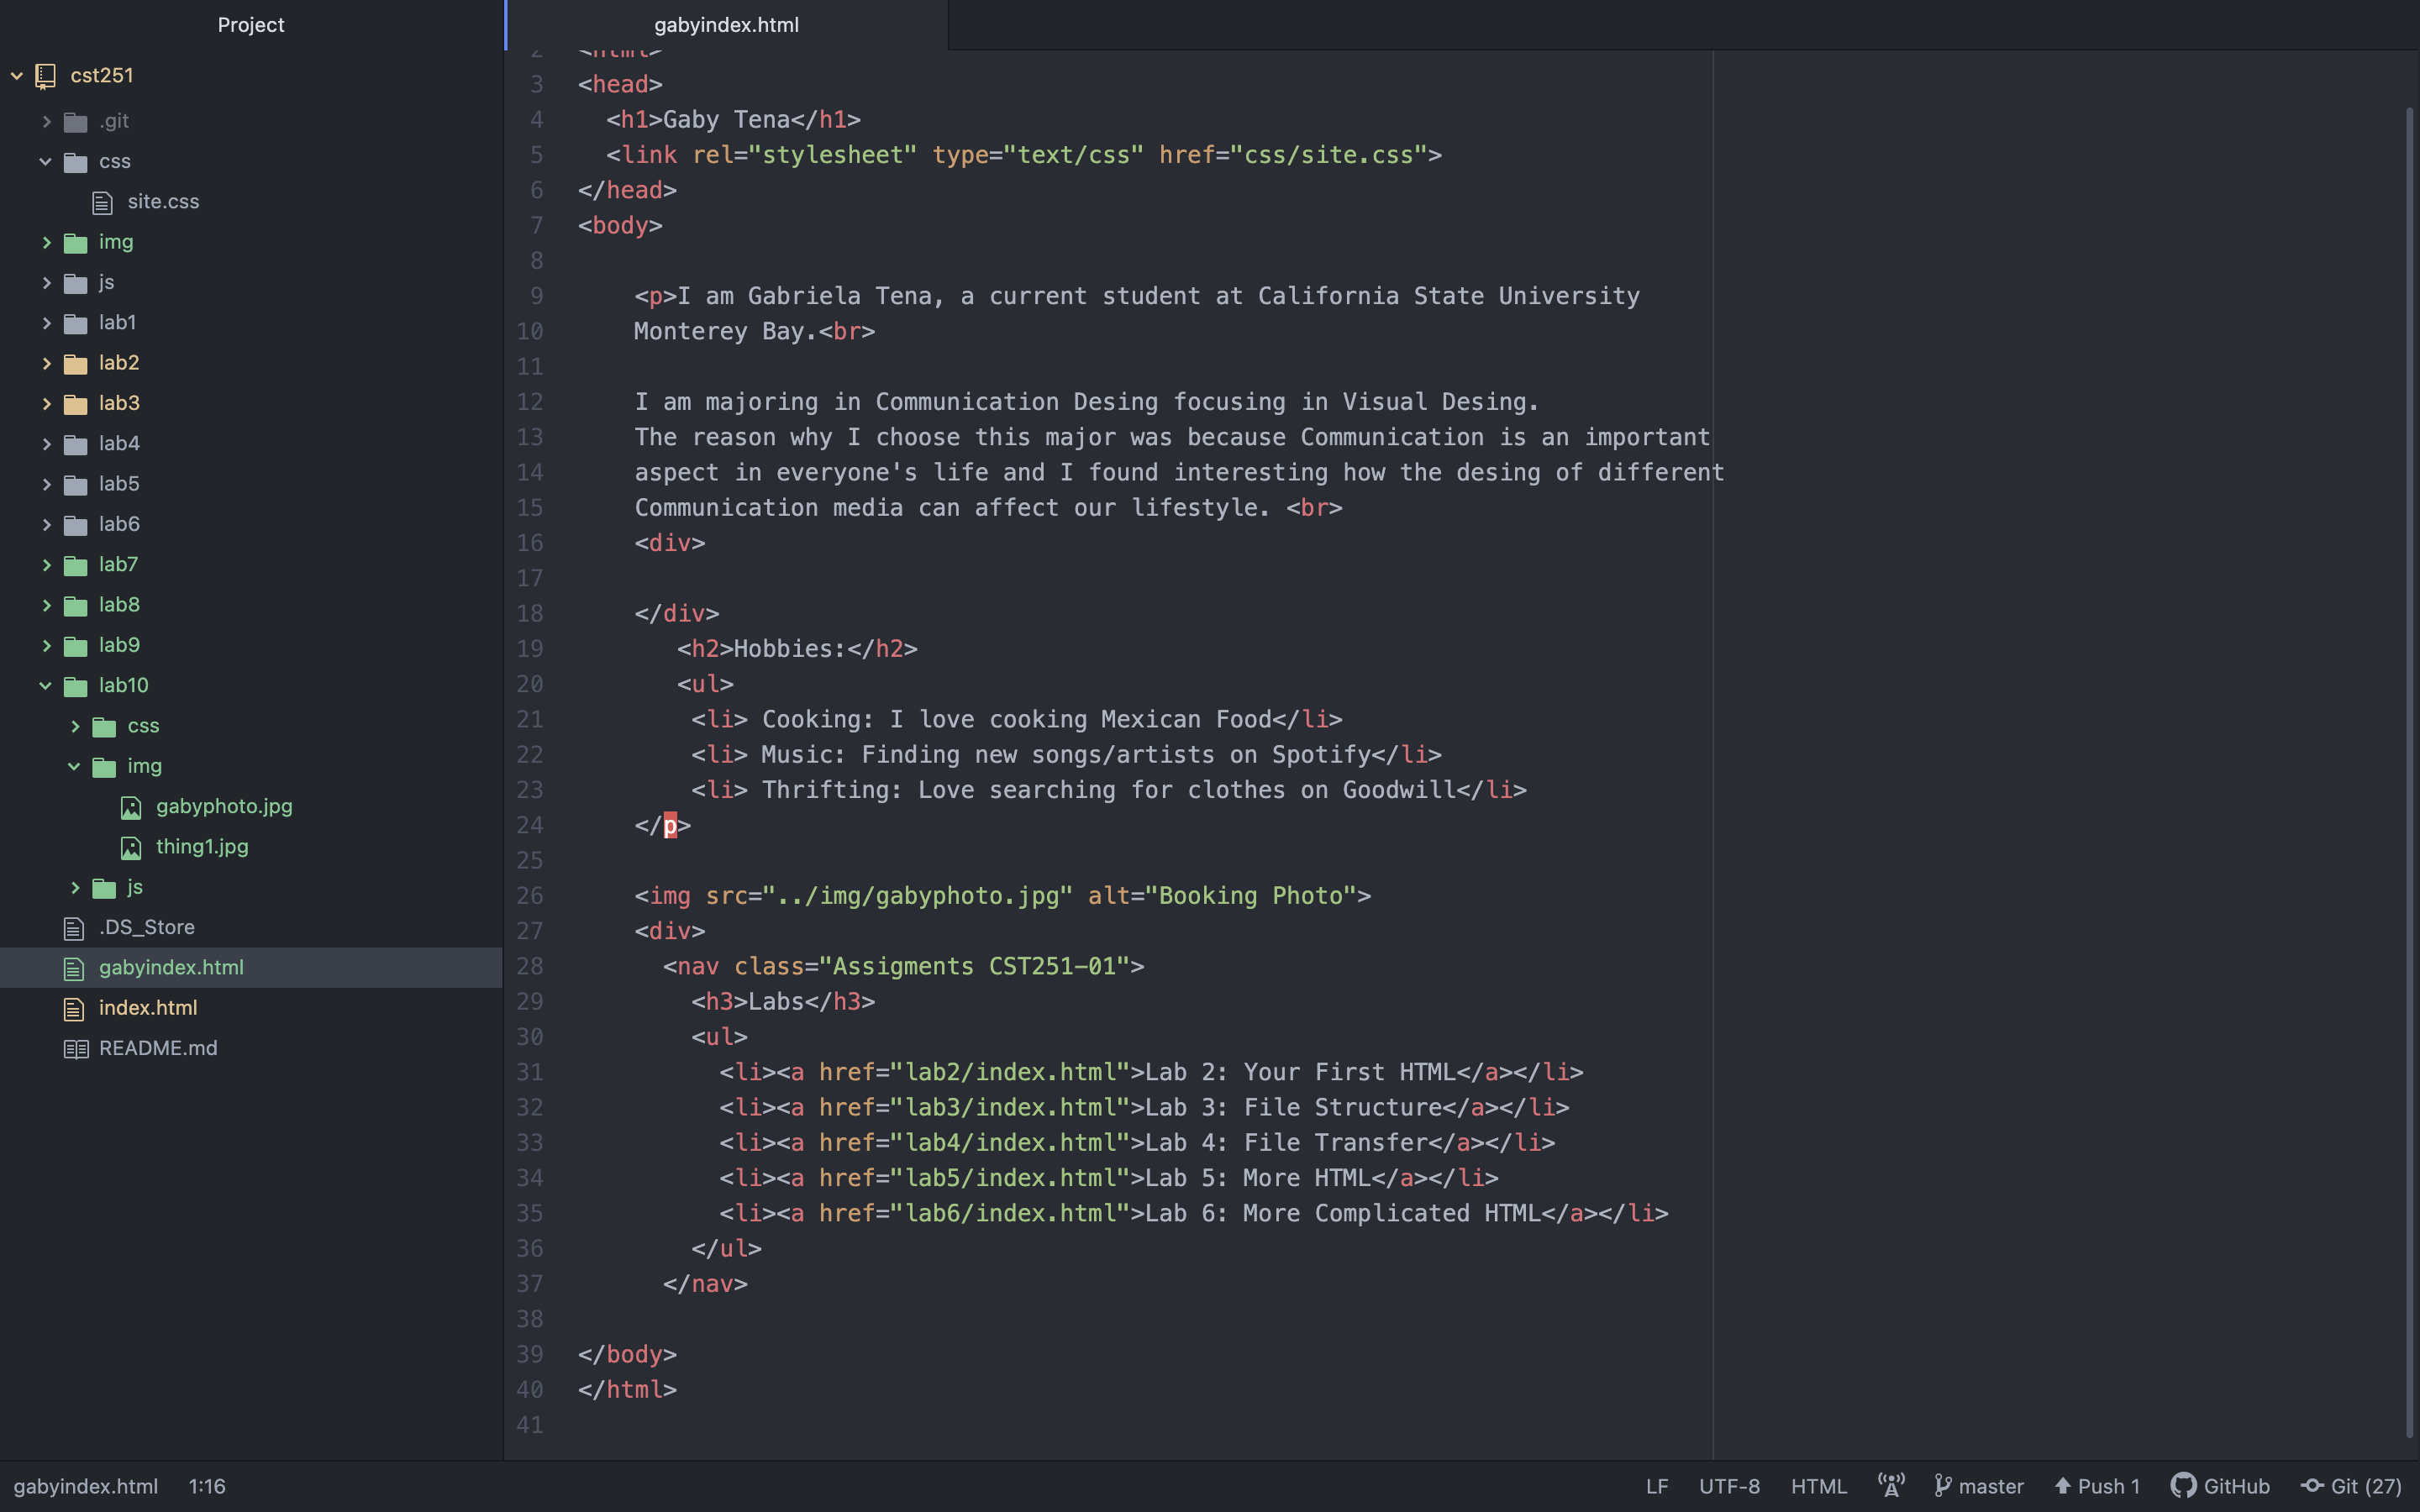 Project
cst251
.git
css
site.css
img
js
lab1
lab2
lab3
lab4
lab5
lab6
lab7
lab8
lab9
lab10
css
img
gabyphoto.jpg
thing1.jpg
js
.DS_Store
gabyindex.html
index.html
README.md
gabyindex.html
2 <html>
3 <head>
4 <h1>Gaby Tena</h1>
5 <link rel="stylesheet" type="text/css" href="css/site.css">
6 </head>
7 <body>
8
9 <p>I am Gabriela Tena, a current student at California State University
10 Monterey Bay.<br>
11
12 I am majoring in Communication Desing focusing in Visual Desing.
13 The reason why I choose this major was because Communication is an important
14 aspect in everyone's life and I found interesting how the desing of different
15 Communication media can affect our lifestyle. <br>
16 <div>
17
18 </div>
19 <h2>Hobbies:</h2>
20 <ul>
21 <li> Cooking: I love cooking Mexican Food</li>
22 <li> Music: Finding new songs/artists on Spotify</li>
23 <li> Thrifting: Love searching for clothes on Goodwill</li>
24 </p>
25
26 <img src="../img/gabyphoto.jpg" alt="Booking Photo">
27 <div>
28 <nav class="Assigments CST251-01">
29 <h3>Labs</h3>
30 <ul>
31 <li><a href="lab2/index.html">Lab 2: Your First HTML</a></li>
32 <li><a href="lab3/index.html">Lab 3: File Structure</a></li>
33 <li><a href="lab4/index.html">Lab 4: File Transfer</a></li>
34 <li><a href="lab5/index.html">Lab 5: More HTML</a></li>
35 <li><a href="lab6/index.html">Lab 6: More Complicated HTML</a></li>
36 </ul>
37 </nav>
38
39 </body>
40 </html>
41
gabyindex.html 1:16 LF UTF-8 HTML master Push 1 GitHub Git (27)